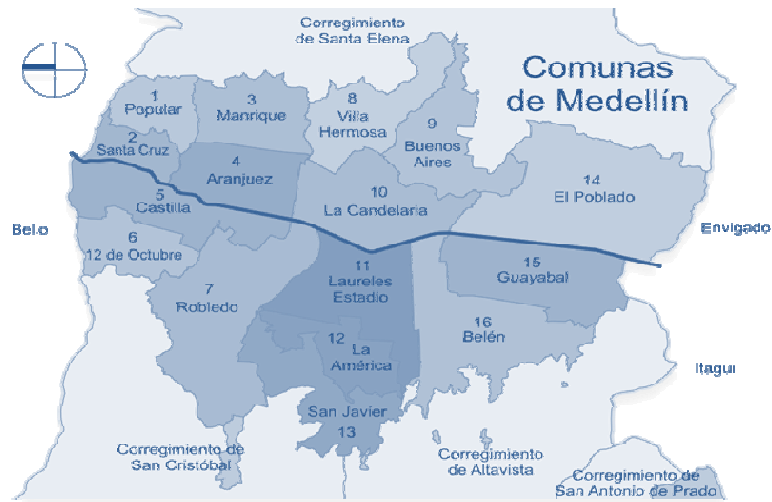 Corregimiento
de Santa Elena
Comunas
de Medellín
1
Popular
3
Manrique
8
Villa
Hermosa
9
Buenos
Aires
2
Santa Cruz
4
Aranjuez
14
El Poblado
5
Castilla
10
La Candelaria
Bello
Envigado
6
12 de Octubre
7
Robledo
11
Laureles
Estadio
15
Guayabal
16
Belén
12
La
América
Itagui
San Javier
13
Corregimiento de
San Cristóbal
Corregimiento
de Altavista
Corregimiento de
San Antonio de Prado